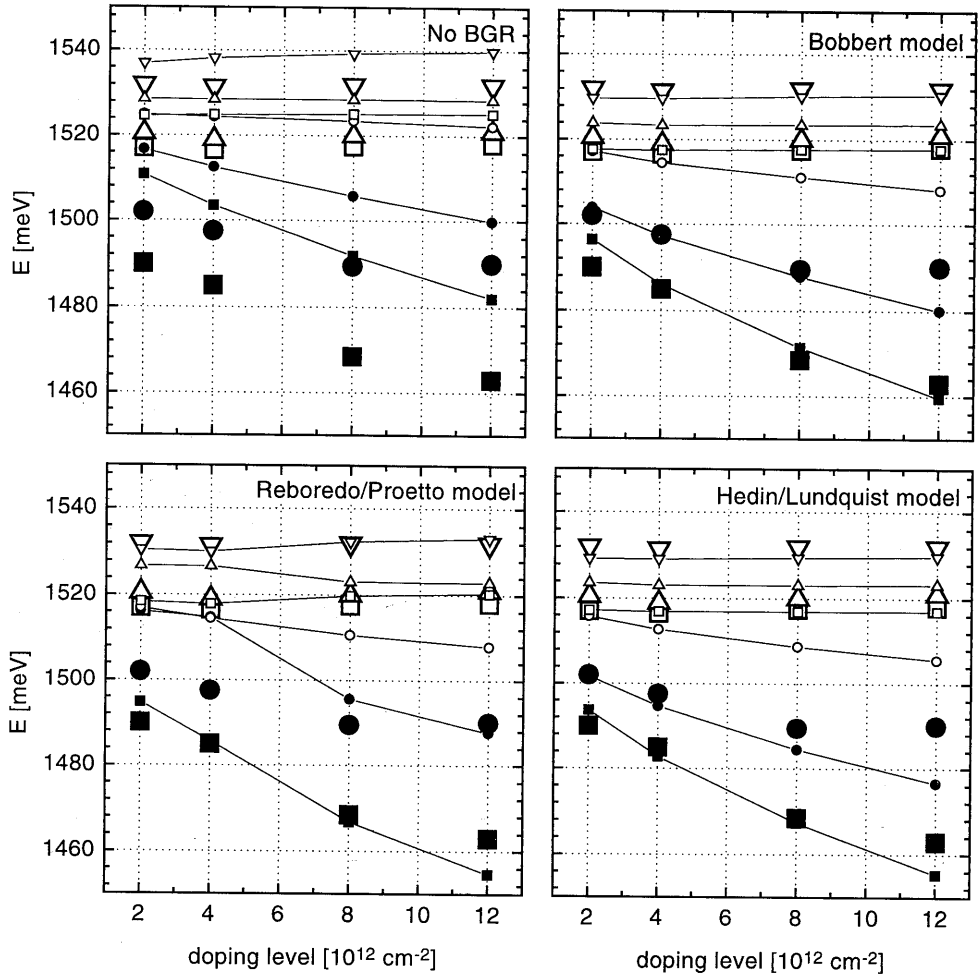 No BGR
Bobbert model
1540
1520
1500
1480
1460
E [meV]
Reboredo/Proetto model
Hedin/Lundquist model
1540
1520
1500
1480
1460
E [meV]
2 4 6 8 10 12
2 4 6 8 10 12
doping level [10¹² cm⁻²]
doping level [10¹² cm⁻²]